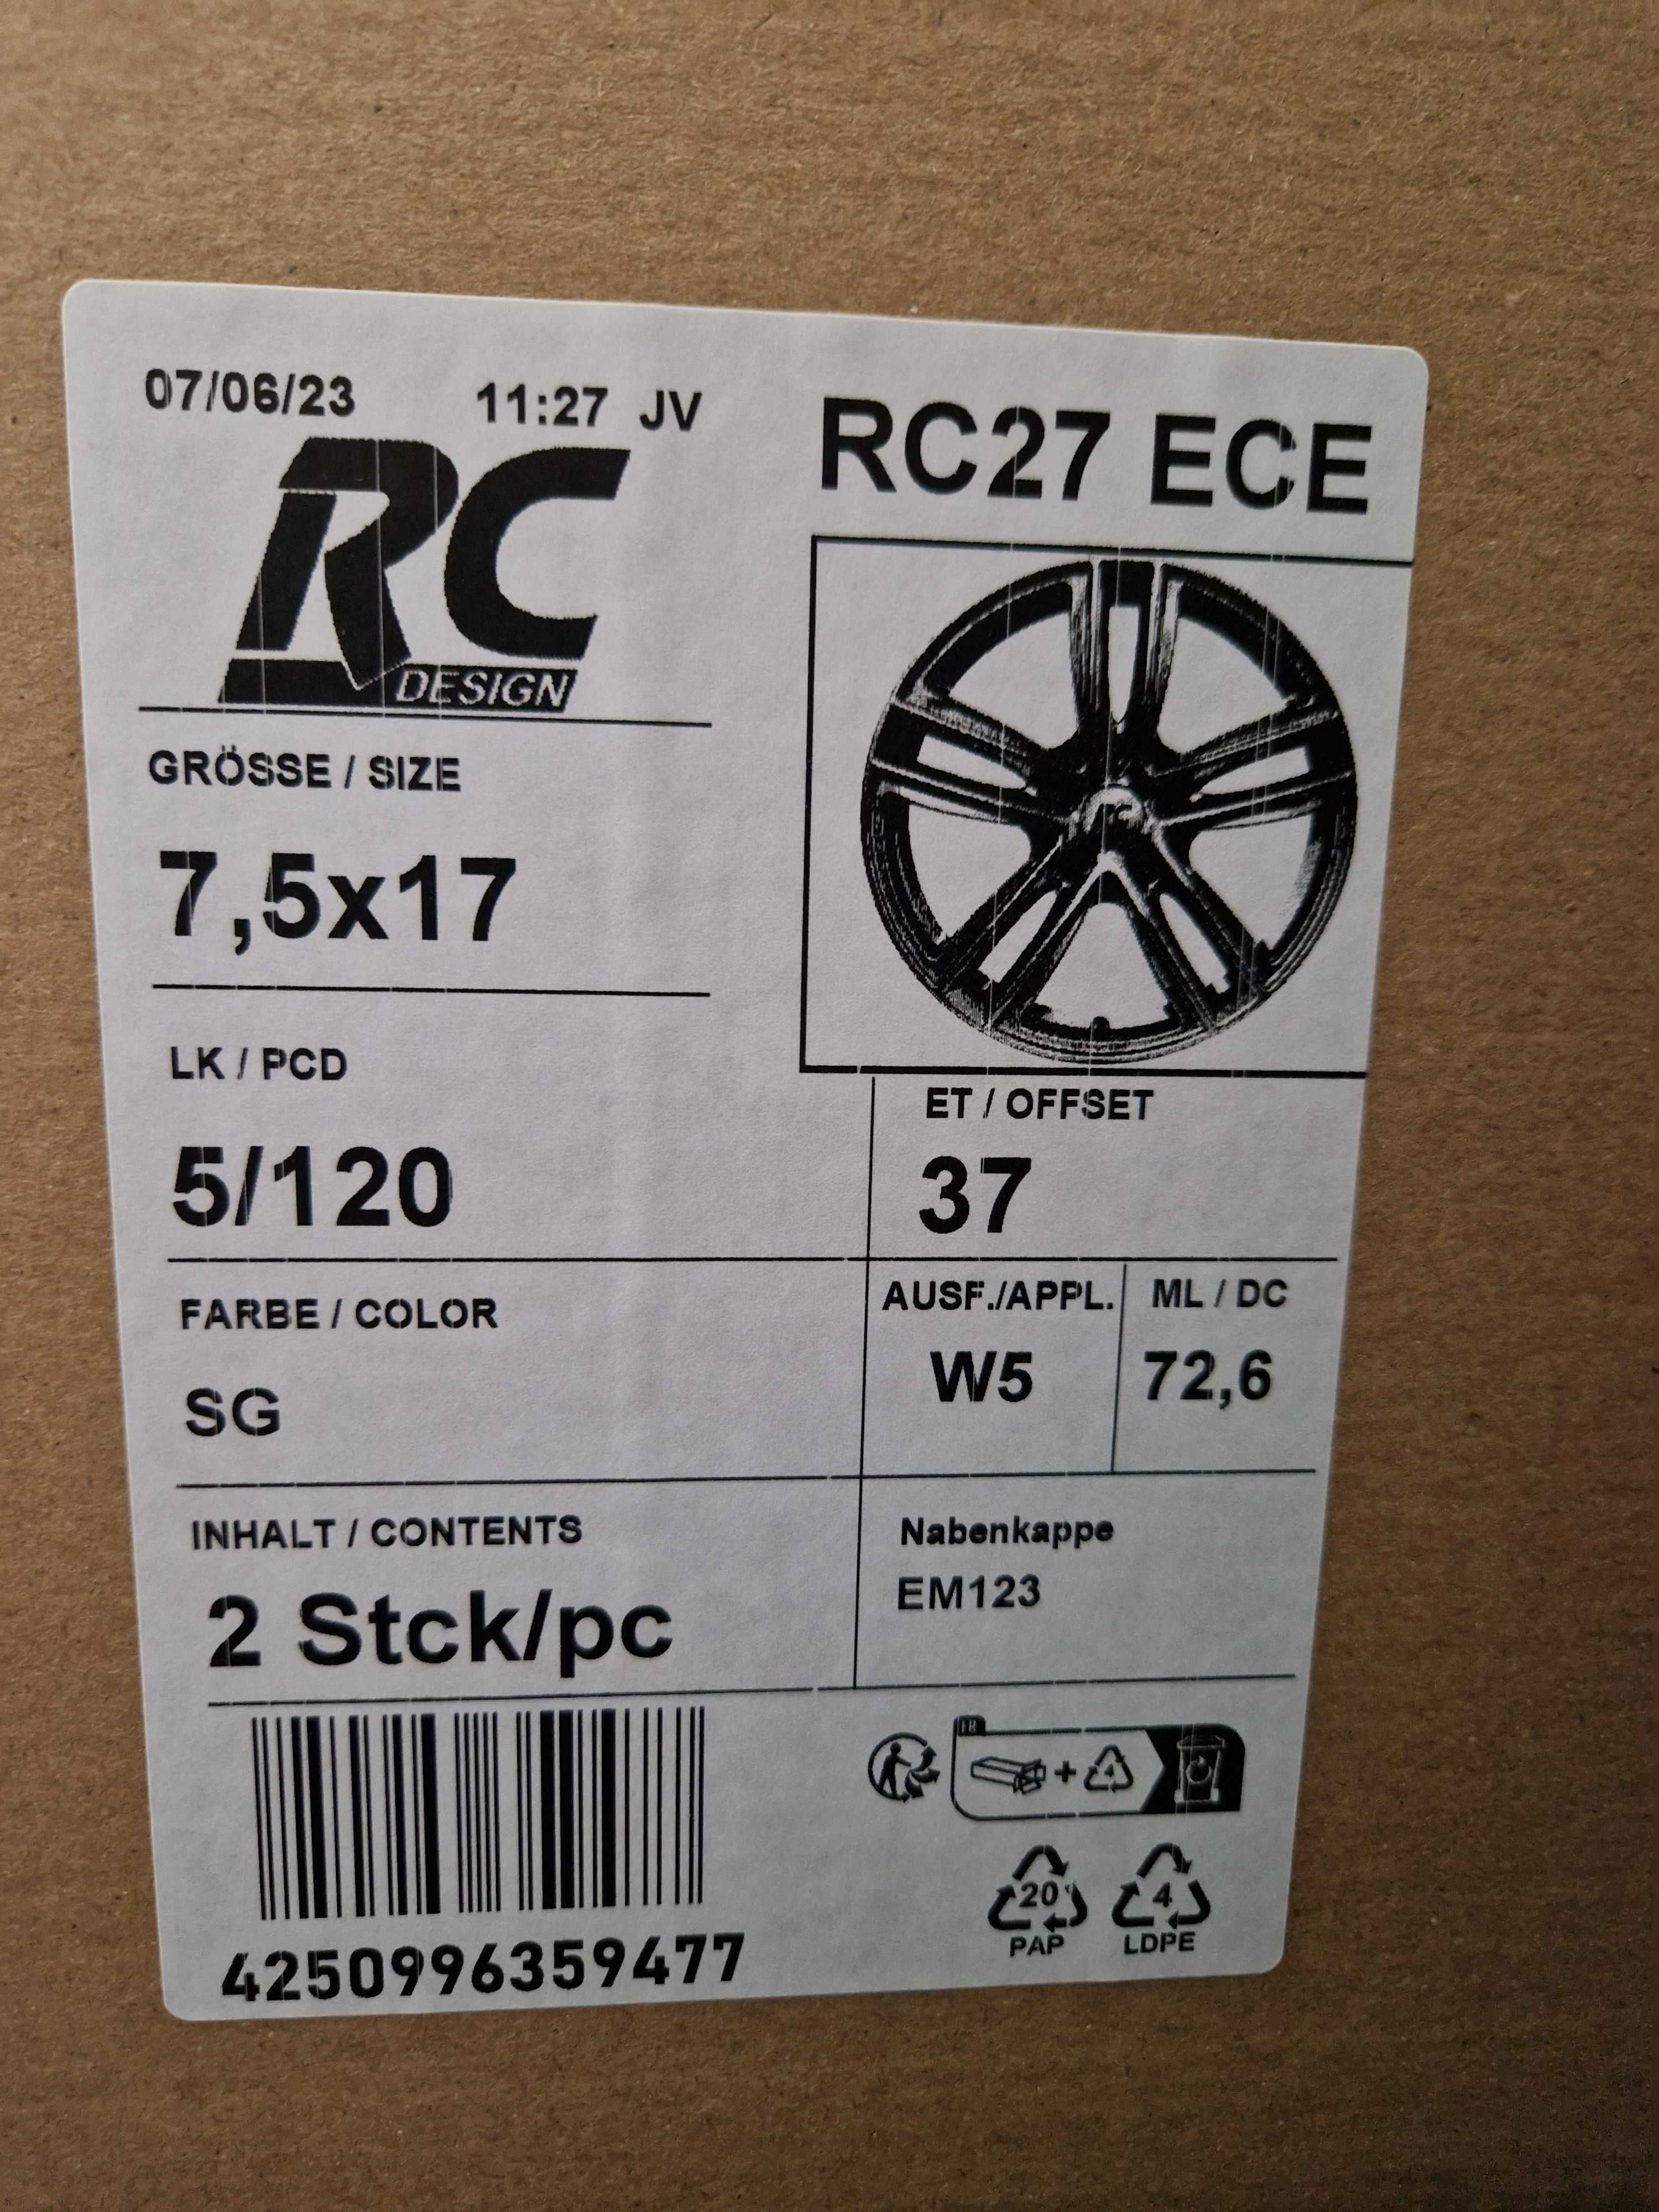 07/06/23 11:27 JV
RC
DESIGN
RC27 ECE
GRÖSSE / SIZE
7,5x17
LK / PCD
5/120
ET / OFFSET
37
FARBE / COLOR
SG
AUSF./APPL.
W5
ML / DC
72,6
INHALT / CONTENTS
2 Stck/pc
Nabenkappe
EM123
4250996359477
FR
+ 4
20
PAP
4
LDPE